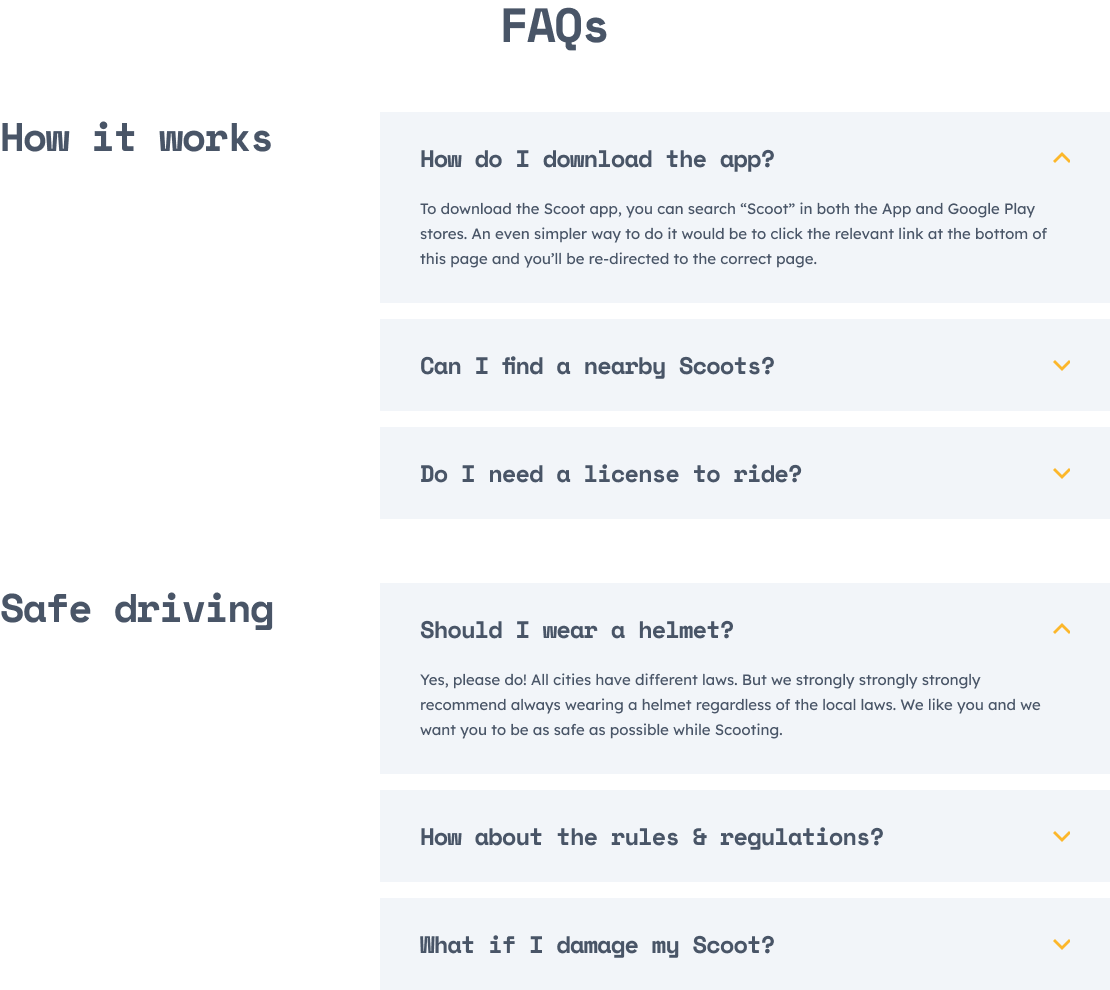 FAQs
How it works
How do I download the app?
To download the Scoot app, you can search “Scoot” in both the App and Google Play
stores. An even simpler way to do it would be to click the relevant link at the bottom of
this page and you’ll be re-directed to the correct page.
Can I find a nearby Scoots?
Do I need a license to ride?
Safe driving
Should I wear a helmet?
Yes, please do! All cities have different laws. But we strongly strongly strongly
recommend always wearing a helmet regardless of the local laws. We like you and we
want you to be as safe as possible while Scooting.
How about the rules & regulations?
What if I damage my Scoot?